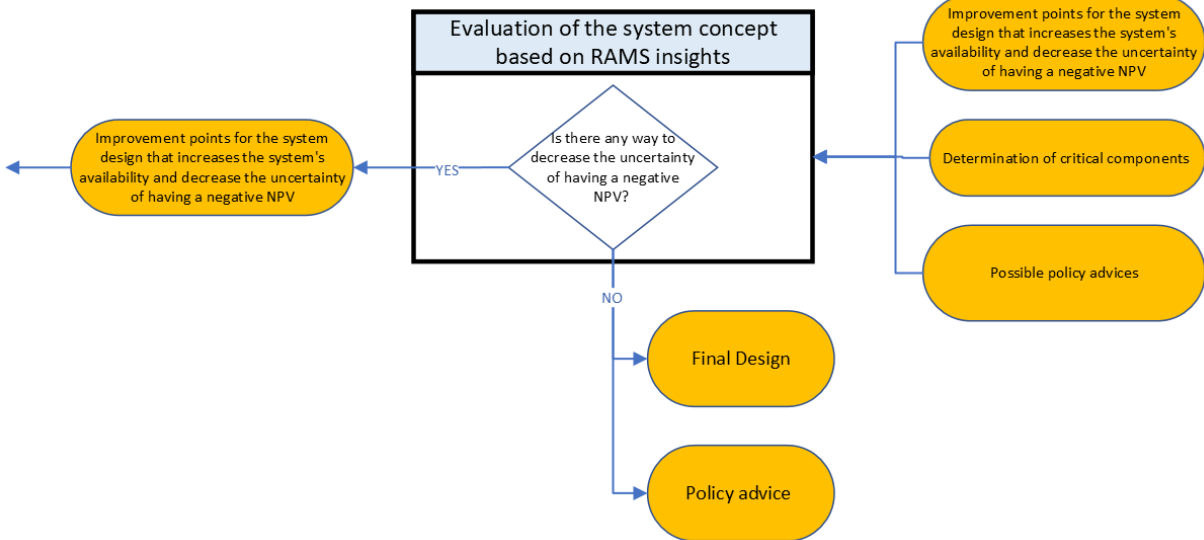 Evaluation of the system concept
based on RAMS insights
Improvement points for the system
design that increases the system's
availability and decrease the uncertainty
of having a negative NPV
Is there any way to
decrease the uncertainty
of having a negative
NPV?
YES
Improvement points for the system
design that increases the system's
availability and decrease the uncertainty
of having a negative NPV
Determination of critical components
Possible policy advices
NO
Final Design
Policy advice